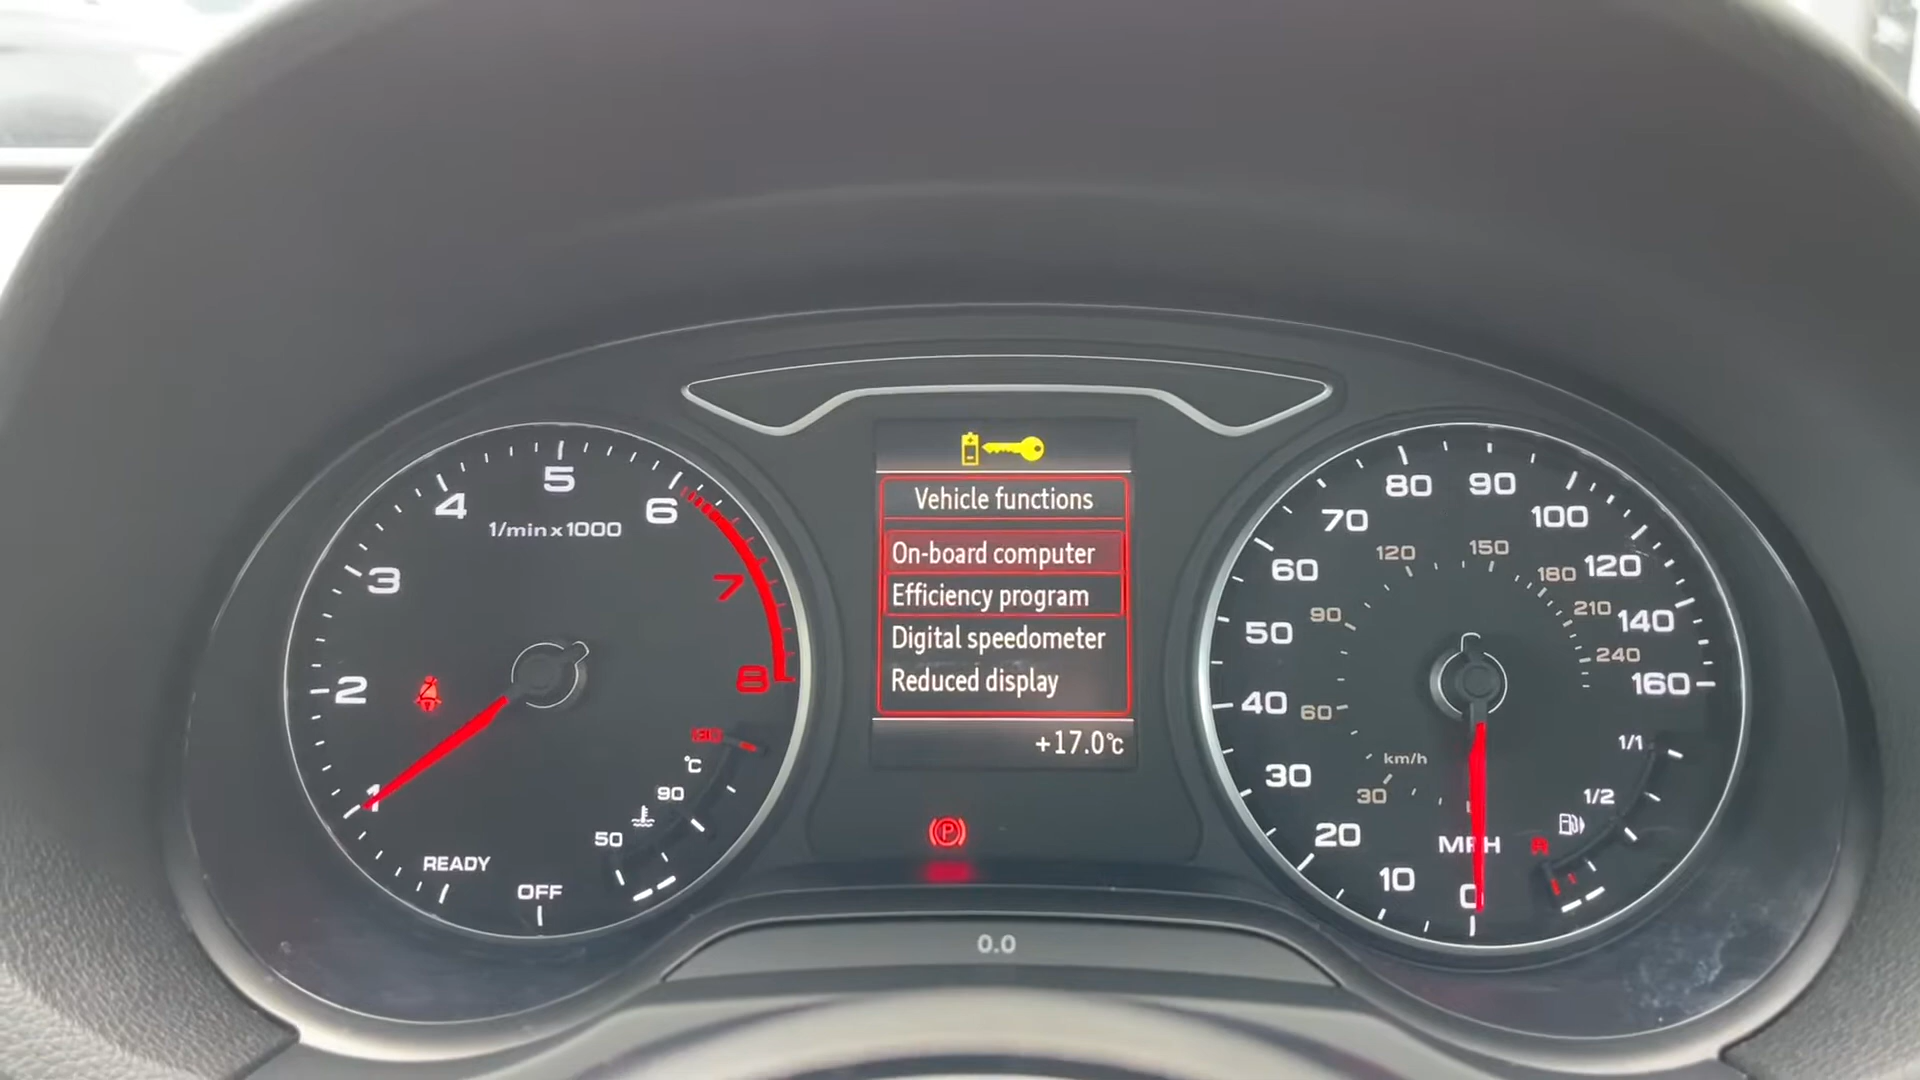 Vehicle functions
On-board computer
Efficiency program
Digital speedometer
Reduced display
+17.0°C
1/min x 1000
1
2
3
4
5
6
7
8
READY
OFF
50
90
130
°C
0
10
20
30
40
50
60
70
80
90
100
120
140
160
MPH
km/h
30
60
90
120
150
180
210
240
1/1
1/2
R
P
0.0